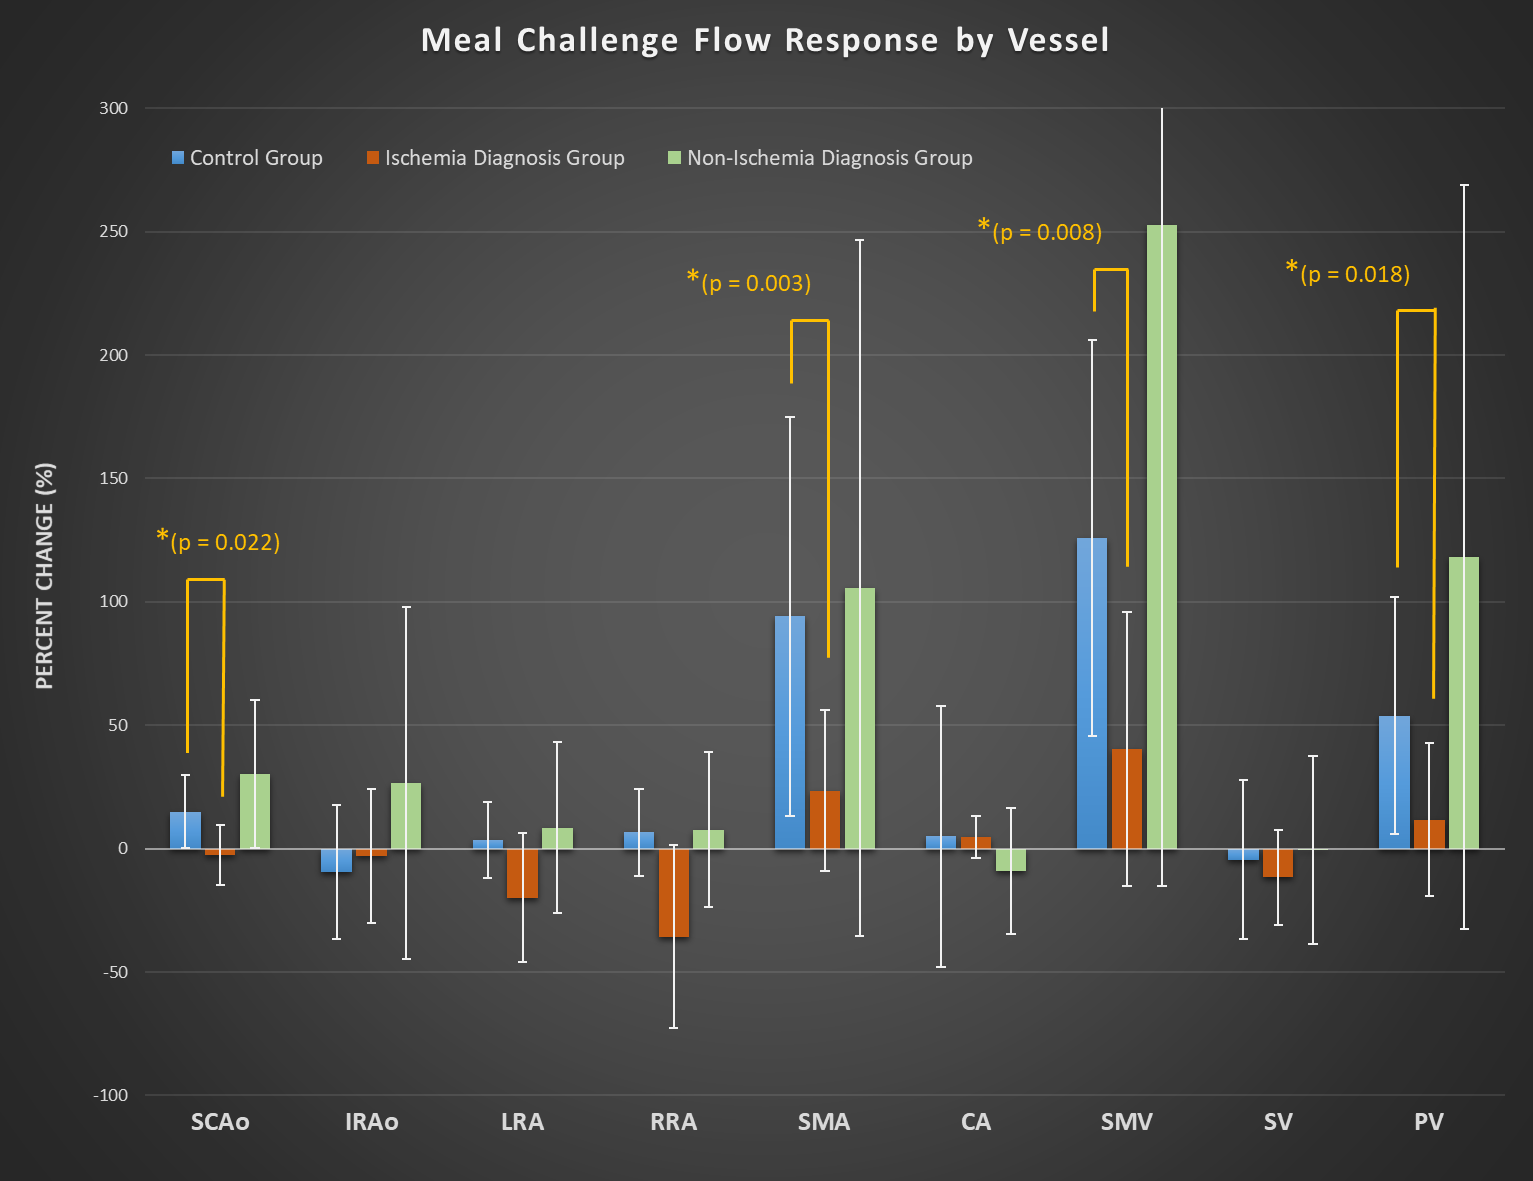 Meal Challenge Flow Response by Vessel
300
Control Group Ischemia Diagnosis Group Non-Ischemia Diagnosis Group
250
*(p = 0.008)
*(p = 0.018)
*(p = 0.003)
200
150
*(p = 0.022)
100
50
0
-50
-100
PERCENT CHANGE (%)
SCAo IRAo LRA RRA SMA CA SMV SV PV